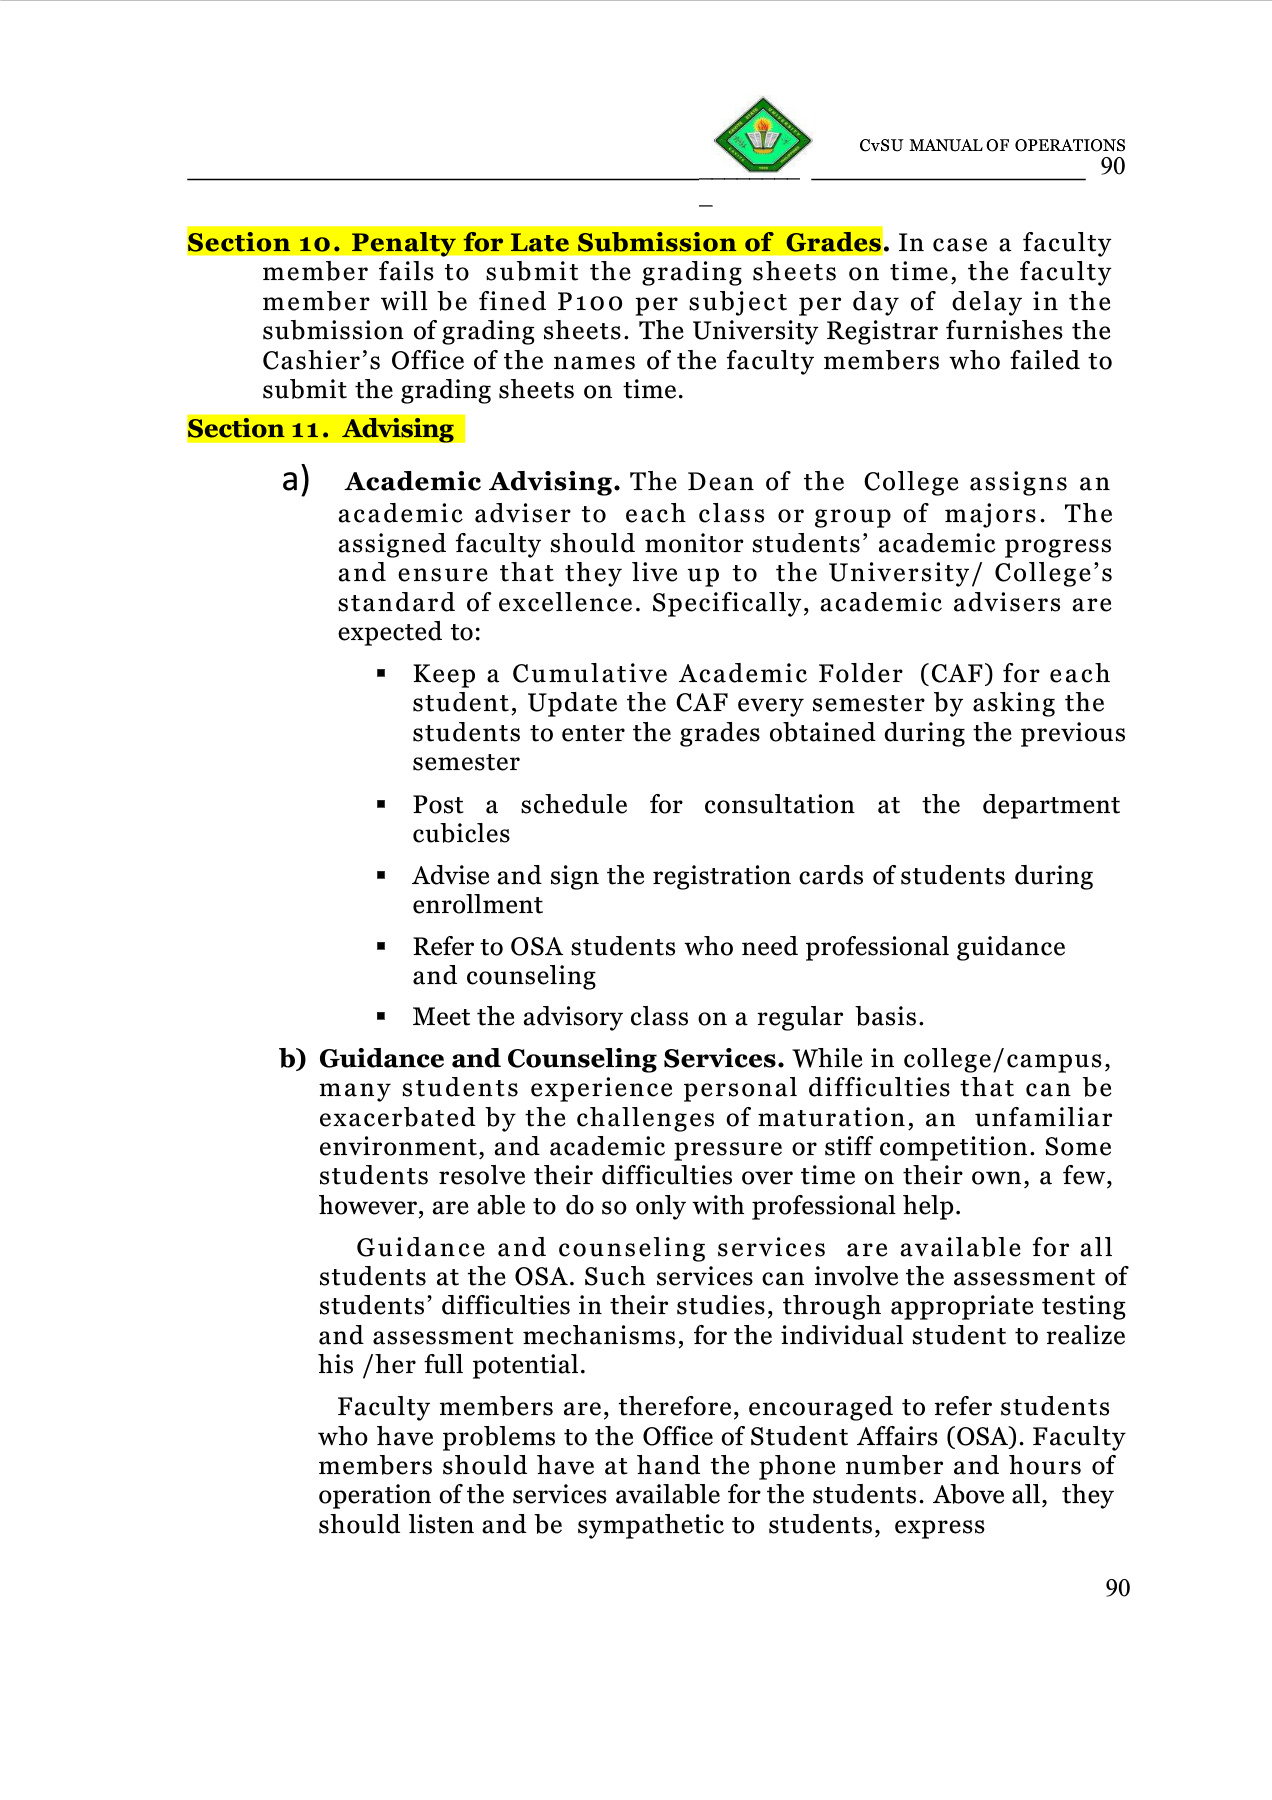 CvSU MANUAL OF OPERATIONS
90
Section 10. Penalty for Late Submission of Grades. In case a faculty
member fails to submit the grading sheets on time, the faculty
member will be fined P100 per subject per day of delay in the
submission of grading sheets. The University Registrar furnishes the
Cashier’s Office of the names of the faculty members who failed to
submit the grading sheets on time.
Section 11. Advising
a) Academic Advising. The Dean of the College assigns an
academic adviser to each class or group of majors. The
assigned faculty should monitor students’ academic progress
and ensure that they live up to the University/ College’s
standard of excellence. Specifically, academic advisers are
expected to:
▪ Keep a Cumulative Academic Folder (CAF) for each
student, Update the CAF every semester by asking the
students to enter the grades obtained during the previous
semester
▪ Post a schedule for consultation at the department
cubicles
▪ Advise and sign the registration cards of students during
enrollment
▪ Refer to OSA students who need professional guidance
and counseling
▪ Meet the advisory class on a regular basis.
b) Guidance and Counseling Services. While in college/campus,
many students experience personal difficulties that can be
exacerbated by the challenges of maturation, an unfamiliar
environment, and academic pressure or stiff competition. Some
students resolve their difficulties over time on their own, a few,
however, are able to do so only with professional help.
Guidance and counseling services are available for all
students at the OSA. Such services can involve the assessment of
students’ difficulties in their studies, through appropriate testing
and assessment mechanisms, for the individual student to realize
his /her full potential.
Faculty members are, therefore, encouraged to refer students
who have problems to the Office of Student Affairs (OSA). Faculty
members should have at hand the phone number and hours of
operation of the services available for the students. Above all, they
should listen and be sympathetic to students, express
90